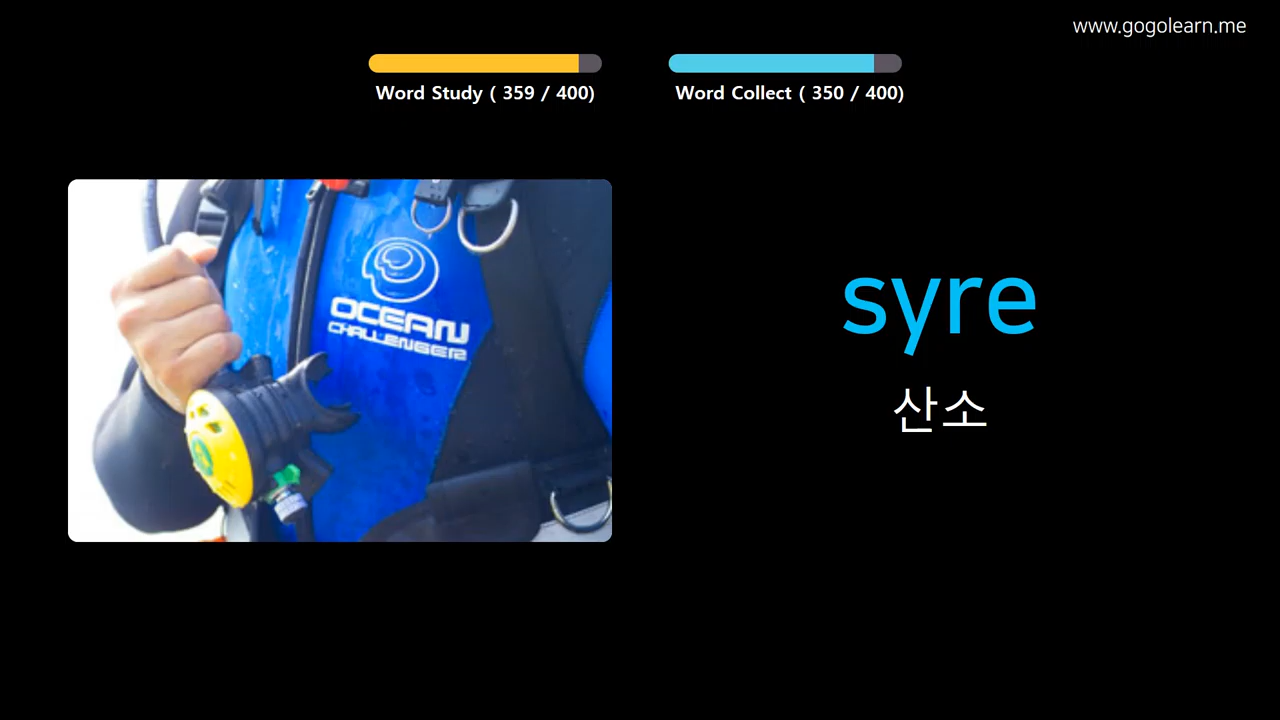 www.gogolearn.me
Word Study ( 359 / 400)
Word Collect ( 350 / 400)
OCEAN
CHALLENGER
syre
산소